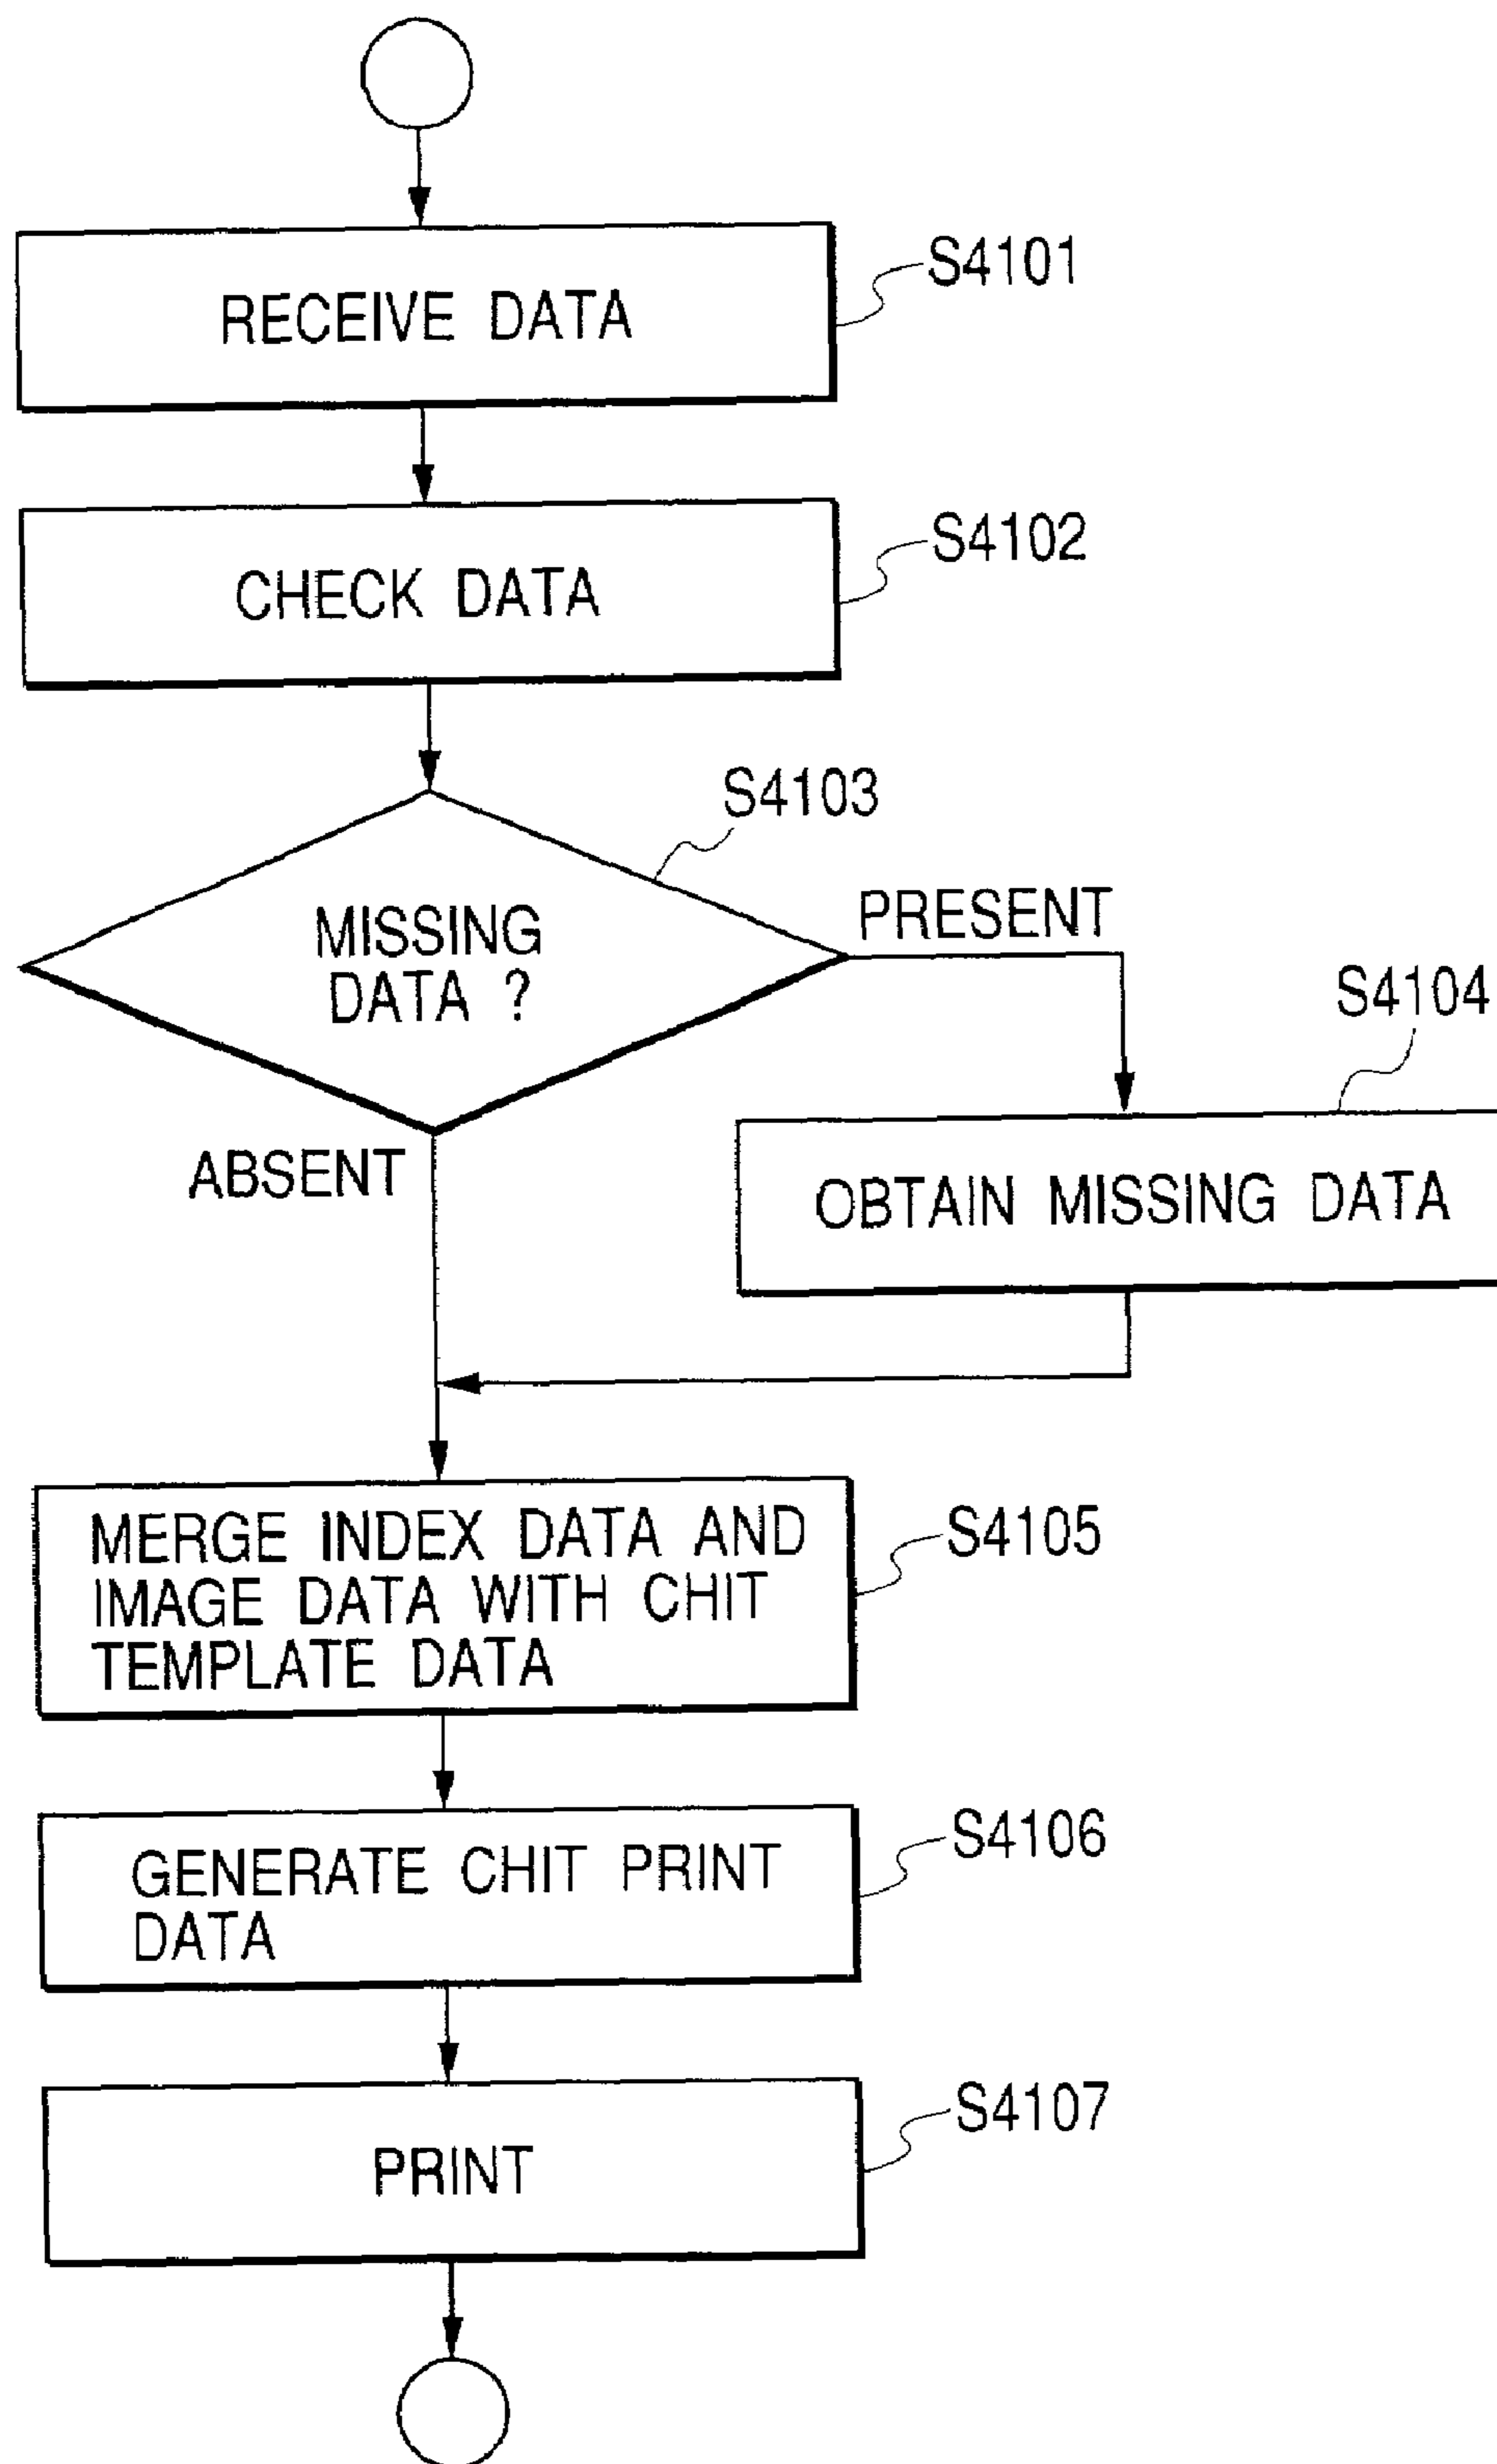 RECEIVE DATA
S4101
CHECK DATA
S4102
S4103
MISSING
DATA ?
PRESENT
ABSENT
S4104
OBTAIN MISSING DATA
MERGE INDEX DATA AND
IMAGE DATA WITH CHIT
TEMPLATE DATA
S4105
GENERATE CHIT PRINT
DATA
S4106
PRINT
S4107